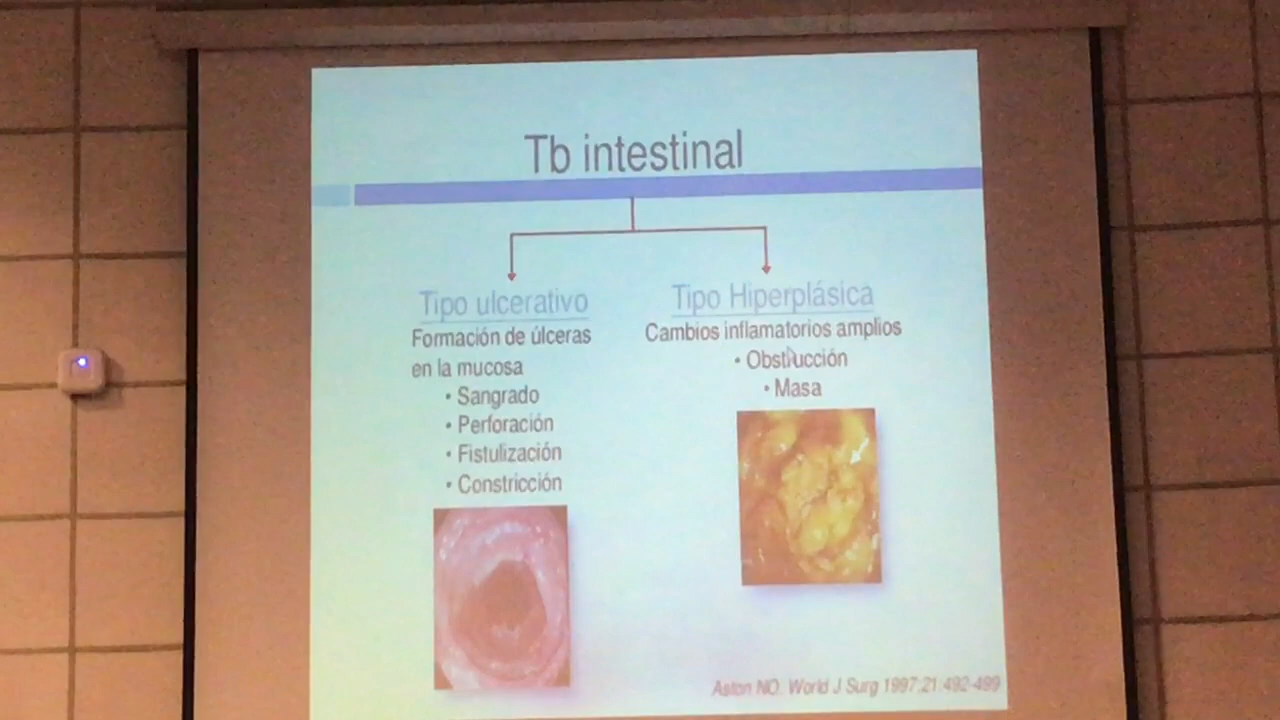 Tb intestinal
Tipo ulcerativo
Formación de úlceras
en la mucosa
• Sangrado
• Perforación
• Fistulización
• Constricción
Tipo Hiperplásica
Cambios inflamatorios amplios
• Obstrucción
• Masa
Aston NO. World J Surg 1997;21:492-499